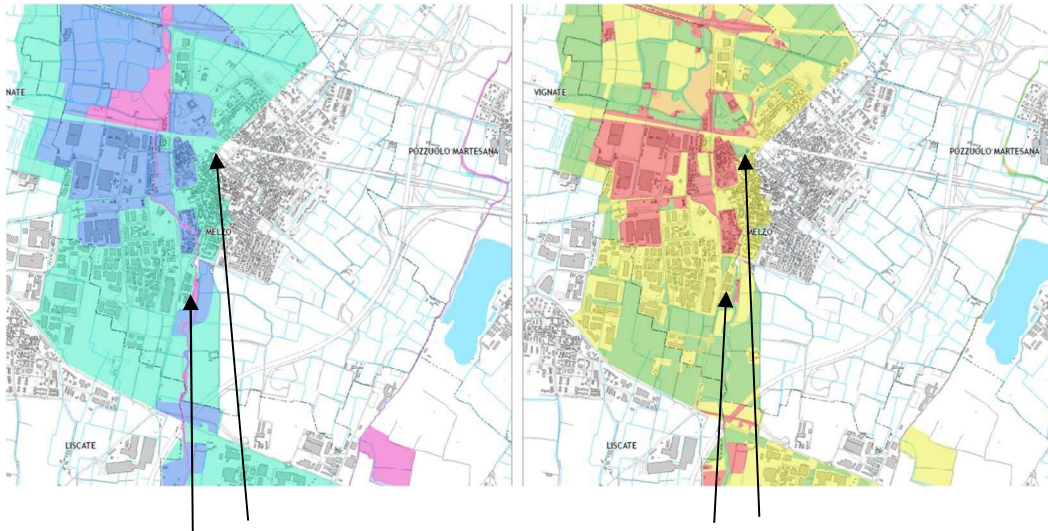 NATE
POZZUOLO MARTESANA
MELZO
LISCATE
VIGNATE
POZZUOLO MARTESANA
MELZO
LISCATE